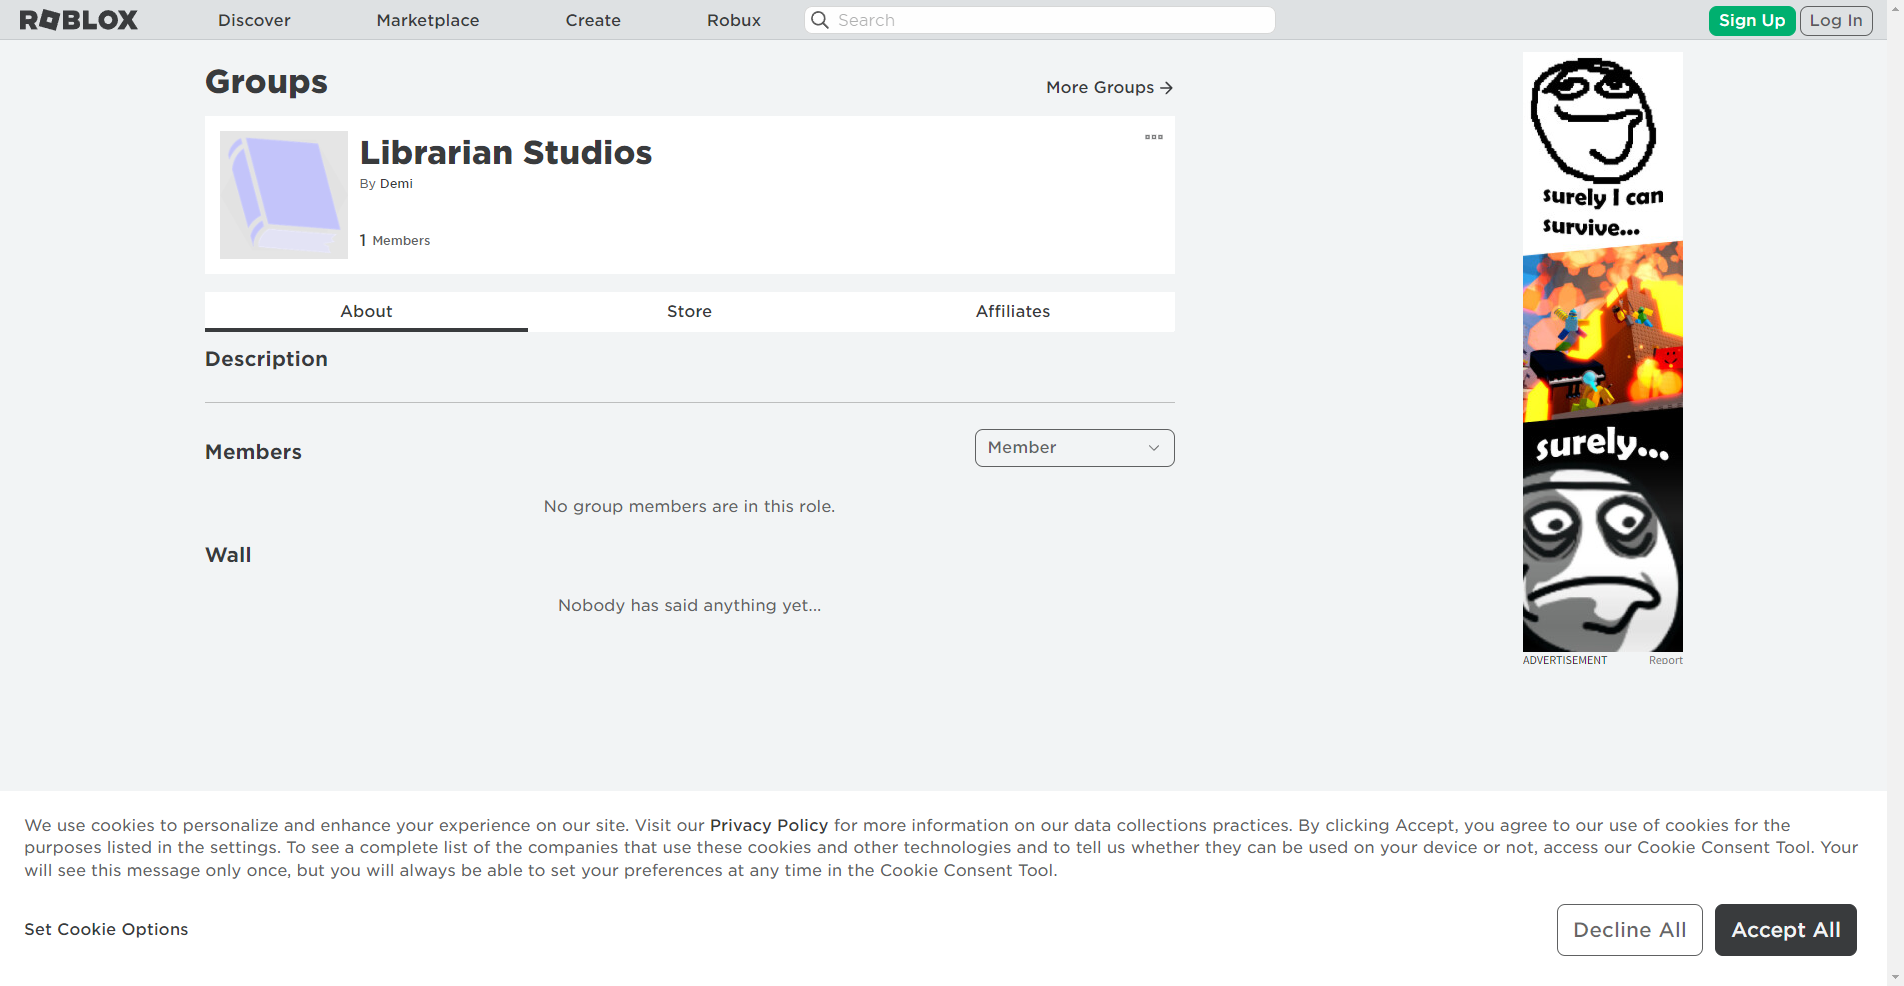 ROBLOX
Discover
Marketplace
Create
Robux
Search
Sign Up
Log In
Groups
More Groups →
Librarian Studios
By Demi
1 Members
About
Store
Affiliates
Description
Members
Member
No group members are in this role.
Wall
Nobody has said anything yet...
surely I can
survive...
surely...
ADVERTISEMENT
Report
We use cookies to personalize and enhance your experience on our site. Visit our Privacy Policy for more information on our data collections practices. By clicking Accept, you agree to our use of cookies for the
purposes listed in the settings. To see a complete list of the companies that use these cookies and other technologies and to tell us whether they can be used on your device or not, access our Cookie Consent Tool. Your
will see this message only once, but you will always be able to set your preferences at any time in the Cookie Consent Tool.
Set Cookie Options
Decline All
Accept All